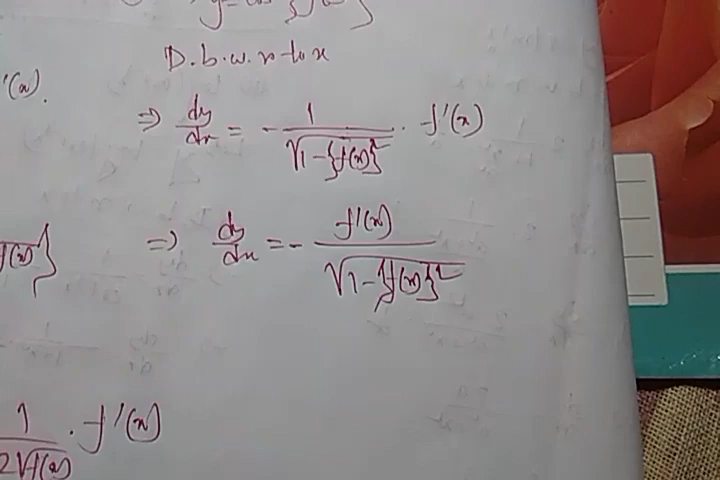 D.b.w.r to x
'(x).
⇒ dy/dx = - 1/√1-{f(x)}² . f'(x)
f(x)}
⇒ dy/dx = - f'(x)/√1-{f(x)}²
1/2√f(x) . f'(x)